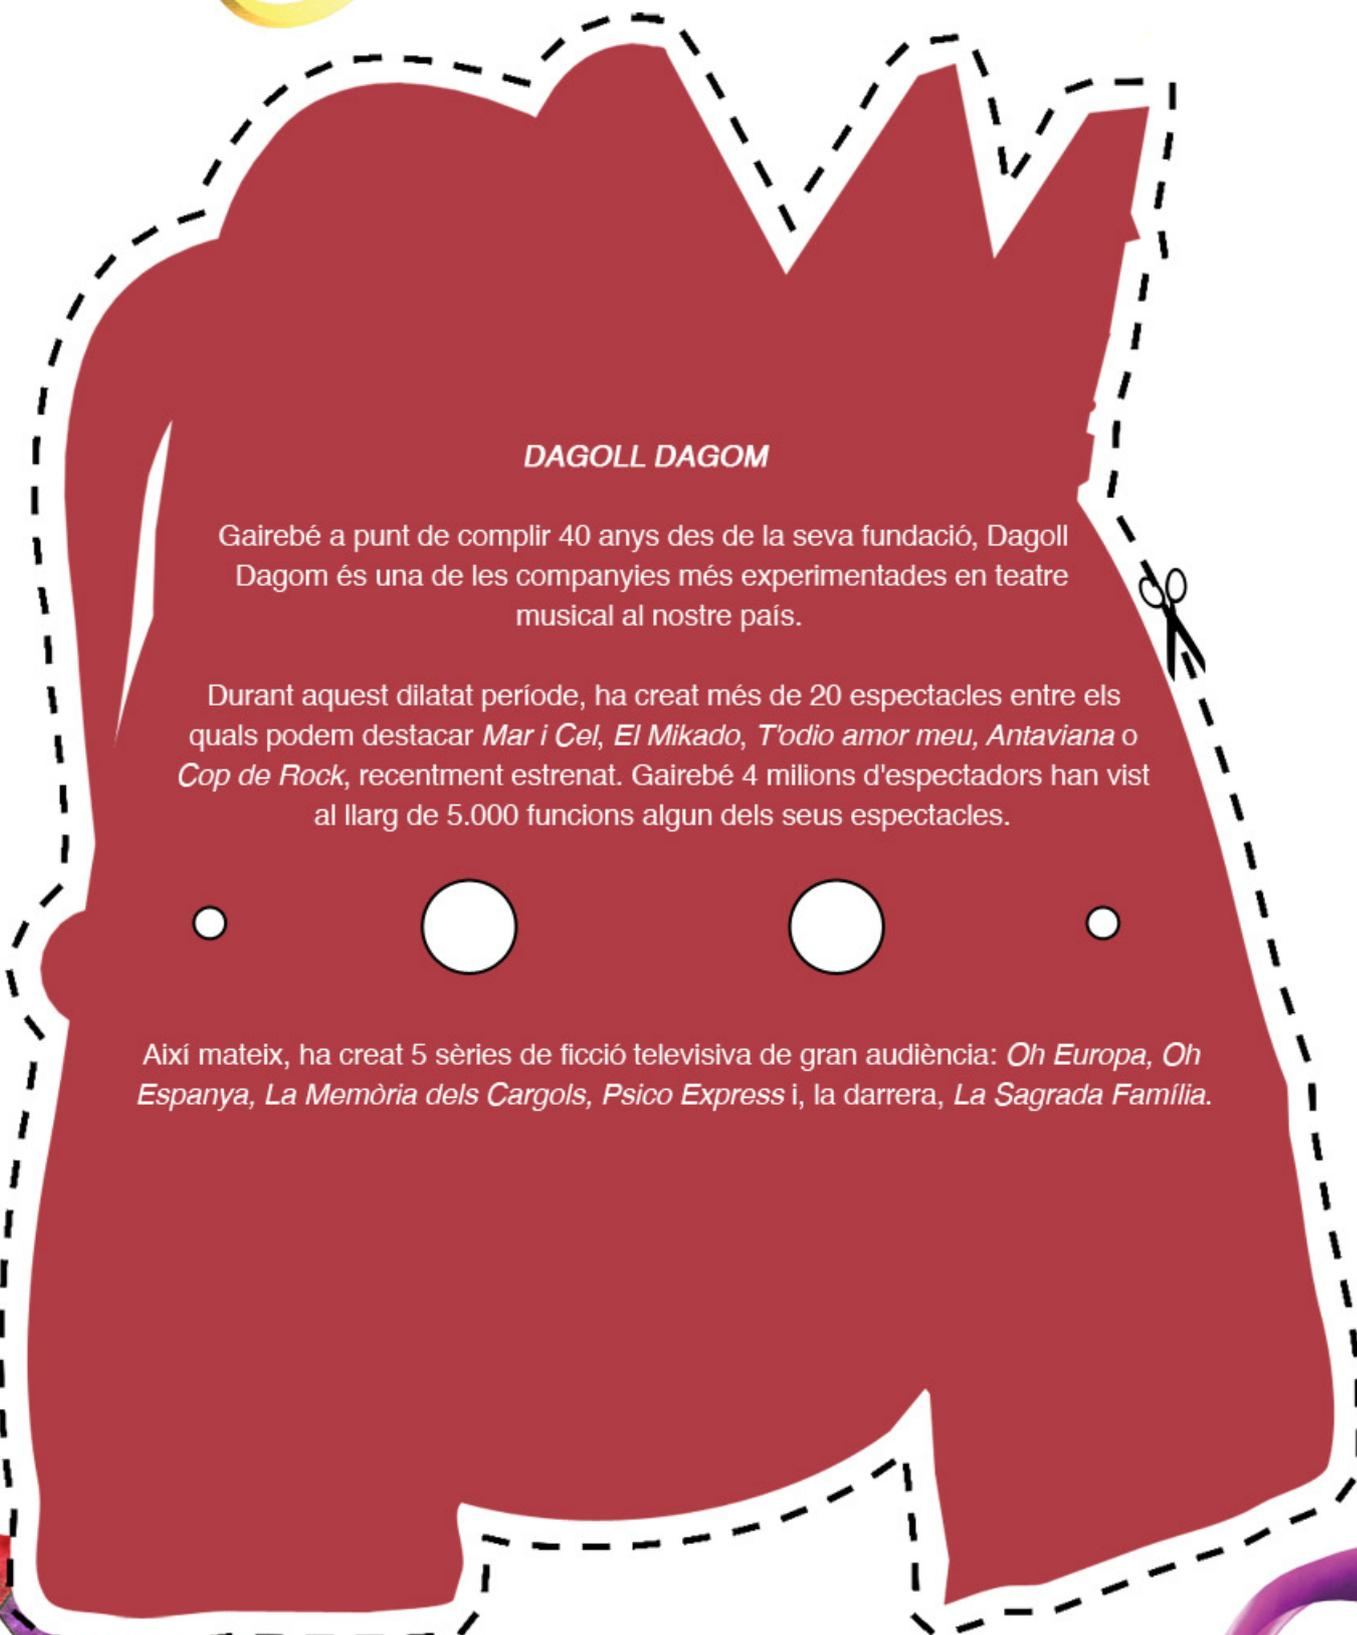 DAGOLL DAGOM
Gairebé a punt de complir 40 anys des de la seva fundació, Dagoll
Dagom és una de les companyies més experimentades en teatre
musical al nostre país.
Durant aquest dilatat període, ha creat més de 20 espectacles entre els
quals podem destacar Mar i Cel, El Mikado, T'odio amor meu, Antaviana o
Cop de Rock, recentment estrenat. Gairebé 4 milions d'espectadors han vist
al llarg de 5.000 funcions algun dels seus espectacles.
Així mateix, ha creat 5 sèries de ficció televisiva de gran audiència: Oh Europa, Oh
Espanya, La Memòria dels Cargols, Psico Express i, la darrera, La Sagrada Família.